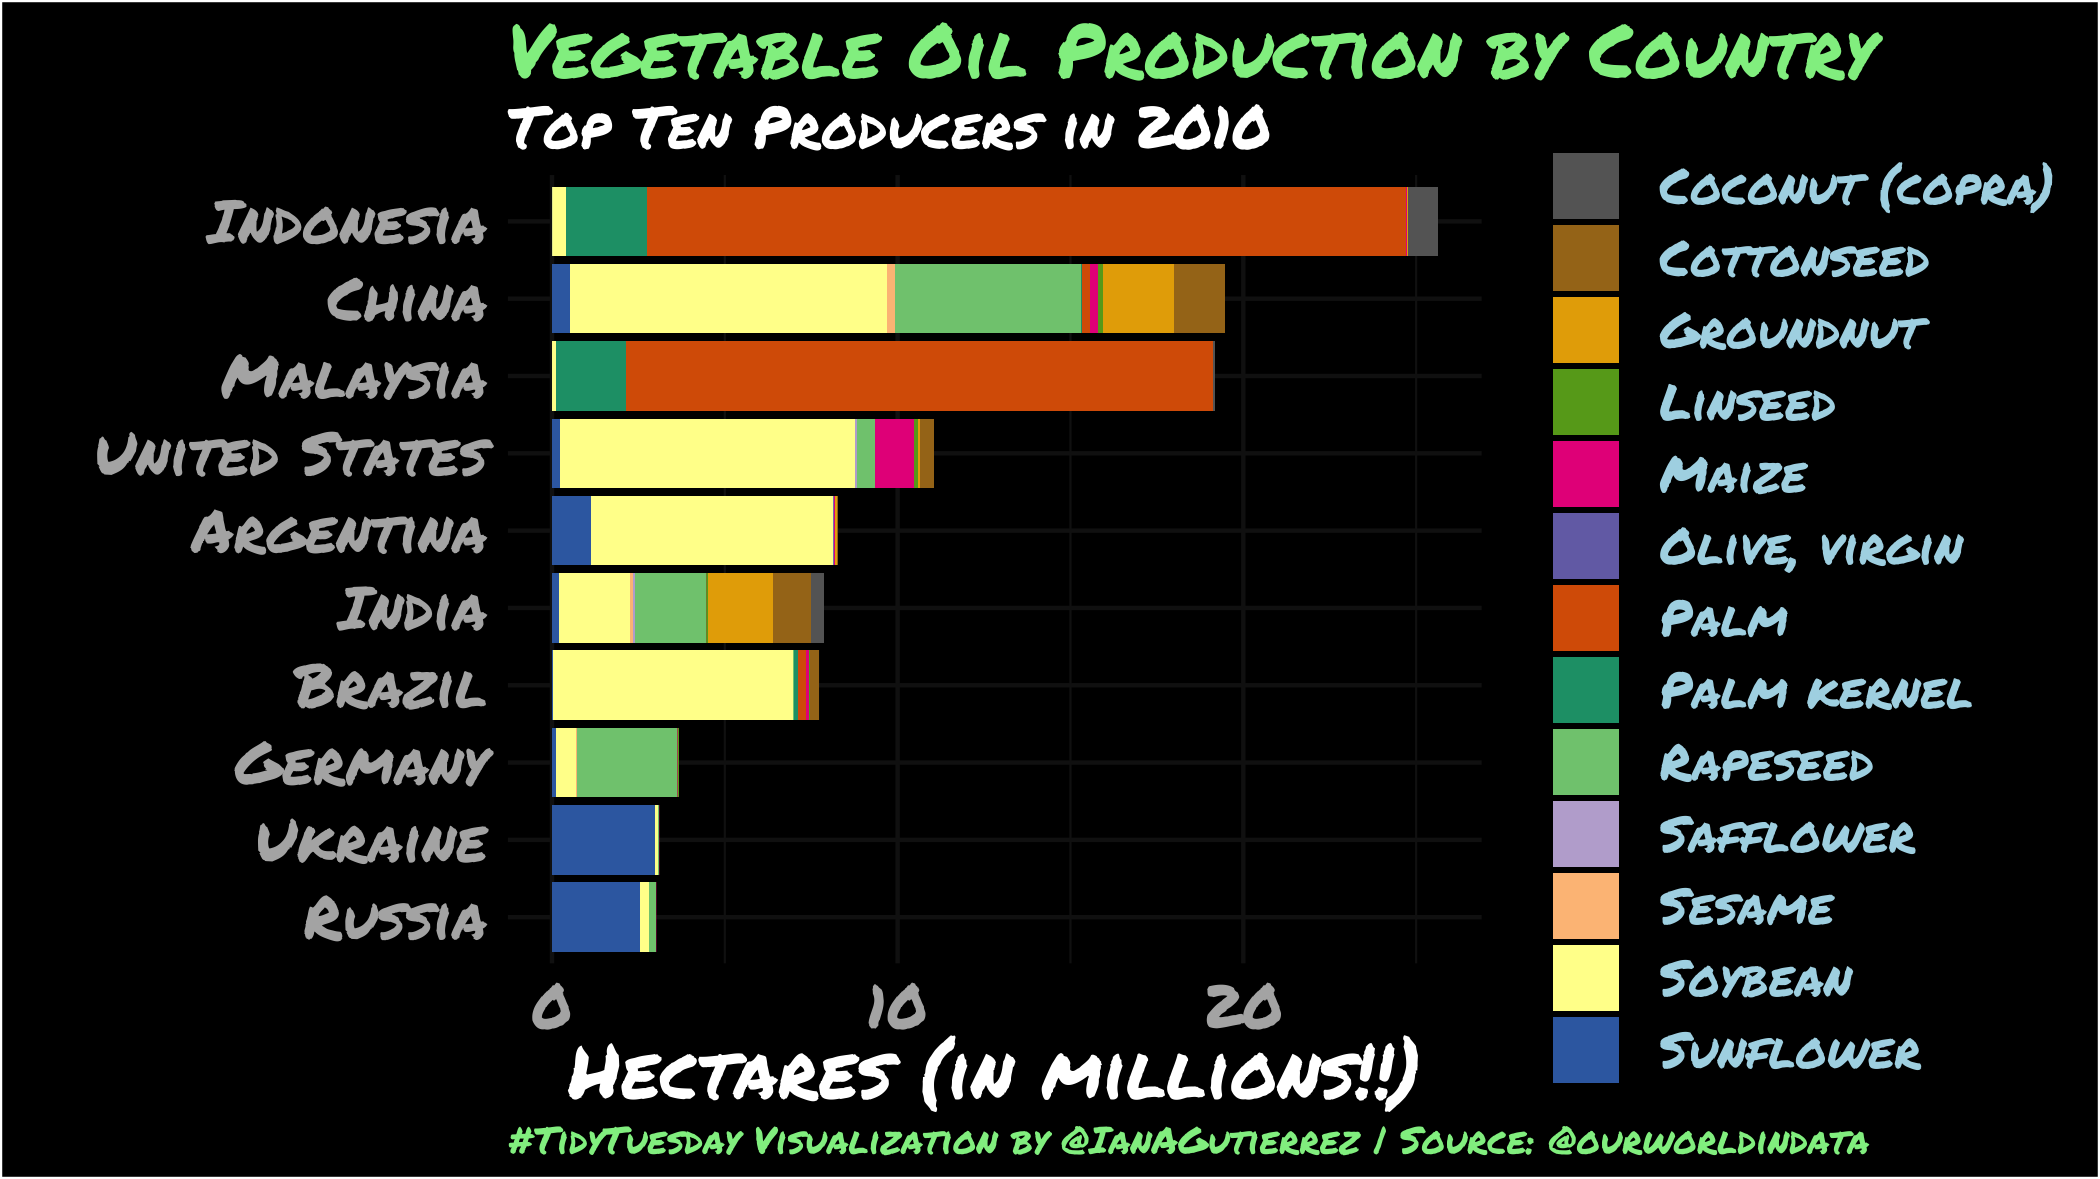 Vegetable Oil Production by Country
Top Ten Producers in 2010
Indonesia
China
Malaysia
United States
Argentina
India
Brazil
Germany
Ukraine
Russia
0 10 20
Hectares (in millions!!)
Coconut (copra)
Cottonseed
Groundnut
Linseed
Maize
Olive, virgin
Palm
Palm kernel
Rapeseed
Safflower
Sesame
Soybean
Sunflower
#TidyTuesday Visualization by @IanAGutierrez | Source: @ourworldindata